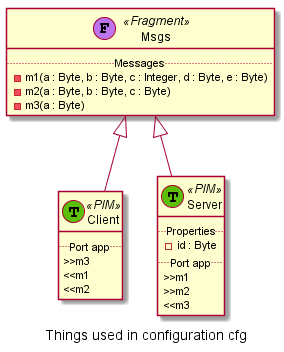 F «Fragment»
Msgs
Messages
m1(a : Byte, b : Byte, c : Integer, d : Byte, e : Byte)
m2(a : Byte, b : Byte, c : Byte)
m3(a : Byte)
T «PIM»
Client
Port app
>>m3
<<m1
<<m2
T «PIM»
Server
Properties
id : Byte
Port app
>>m1
>>m2
<<m3
Things used in configuration cfg